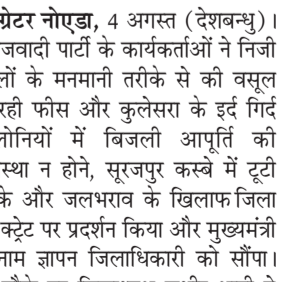 ग्रेटर नोएडा, 4 अगस्त (देशबन्धु)।
जवादी पार्टी के कार्यकर्ताओं ने निजी
लों के मनमानी तरीके से की वसूल
रही फीस और कुलेसरा के इर्द गिर्द
लोनियों में बिजली आपूर्ति की
स्था न होने, सूरजपुर कस्बे में टूटी
के और जलभराव के खिलाफ जिला
क्ट्रेट पर प्रदर्शन किया और मुख्यमंत्री
नाम ज्ञापन जिलाधिकारी को सौंपा।